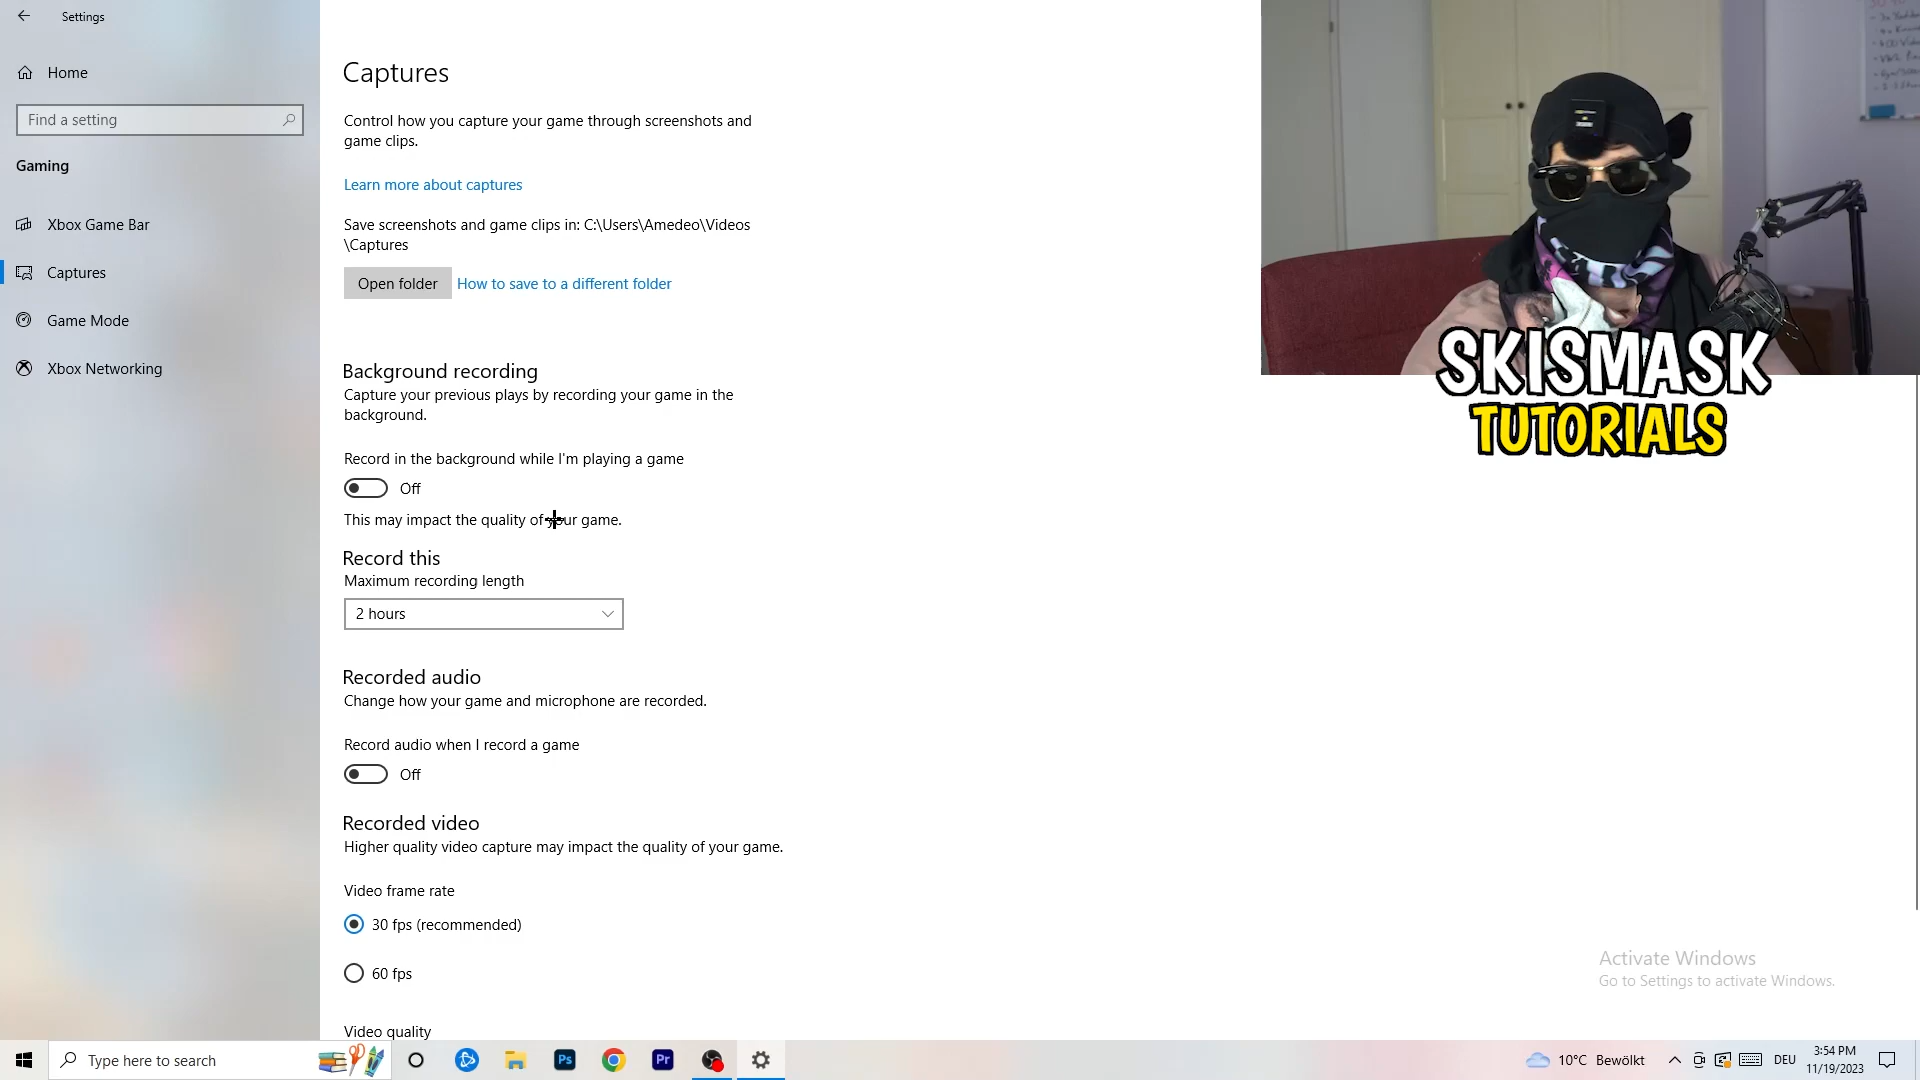 Settings
Home
Find a setting
Gaming
Xbox Game Bar
Captures
Game Mode
Xbox Networking
Captures
Control how you capture your game through screenshots and
game clips.
Learn more about captures
Save screenshots and game clips in: C:\Users\Amedeo\Videos
\Captures
Open folder
How to save to a different folder
Background recording
Capture your previous plays by recording your game in the
background.
Record in the background while I'm playing a game
Off
This may impact the quality of your game.
Record this
Maximum recording length
2 hours
Recorded audio
Change how your game and microphone are recorded.
Record audio when I record a game
Off
Recorded video
Higher quality video capture may impact the quality of your game.
Video frame rate
30 fps (recommended)
60 fps
Video quality
SKISMASK
TUTORIALS
Activate Windows
Go to Settings to activate Windows.
Type here to search
Ps
Pr
10°C Bewölkt
DEU
3:54 PM
11/19/2023